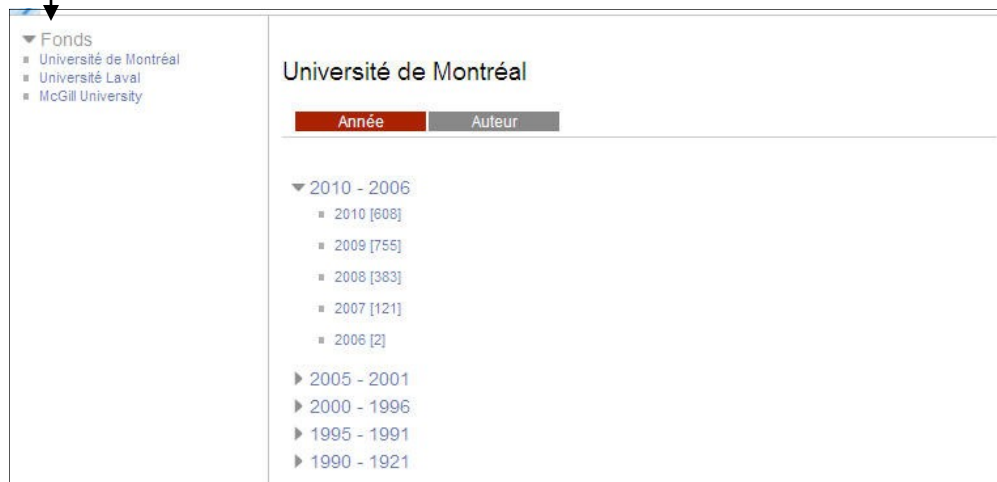 Fonds
Université de Montréal
Université Laval
McGill University
Université de Montréal
Année Auteur
2010 - 2006
2010 [608]
2009 [755]
2008 [383]
2007 [121]
2006 [2]
2005 - 2001
2000 - 1996
1995 - 1991
1990 - 1921